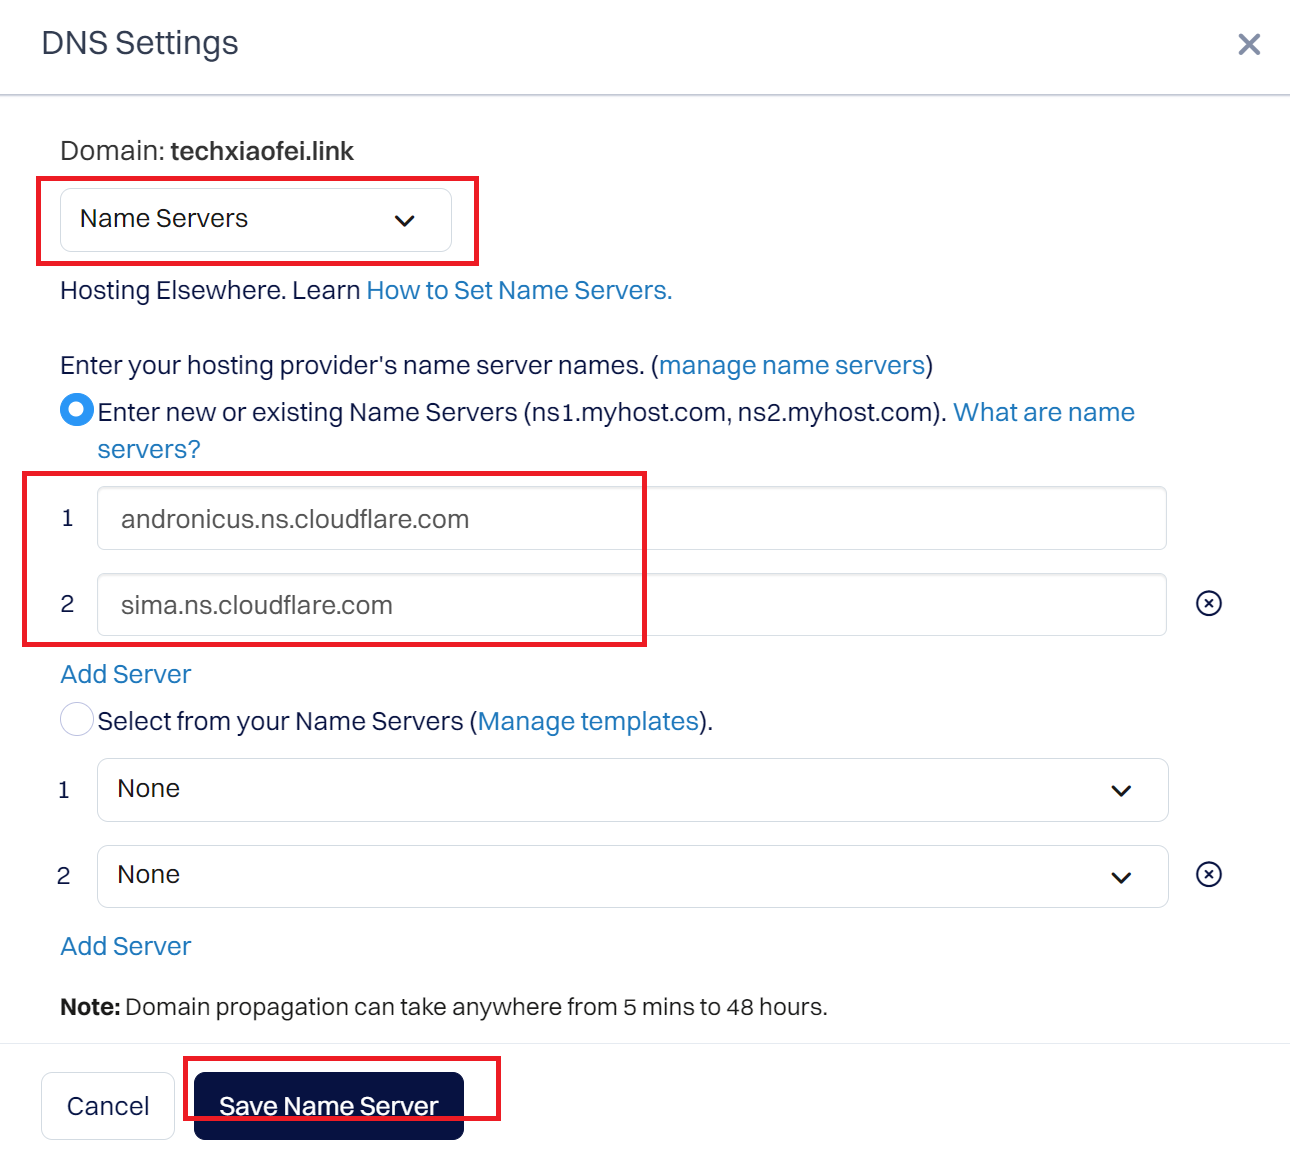 DNS Settings
Domain: techxiaofei.link
Name Servers
Hosting Elsewhere. Learn How to Set Name Servers.
Enter your hosting provider's name server names. (manage name servers)
Enter new or existing Name Servers (ns1.myhost.com, ns2.myhost.com). What are name
servers?
1 andronicus.ns.cloudflare.com
2 sima.ns.cloudflare.com
Add Server
Select from your Name Servers (Manage templates).
1 None
2 None
Add Server
Note: Domain propagation can take anywhere from 5 mins to 48 hours.
Cancel Save Name Server